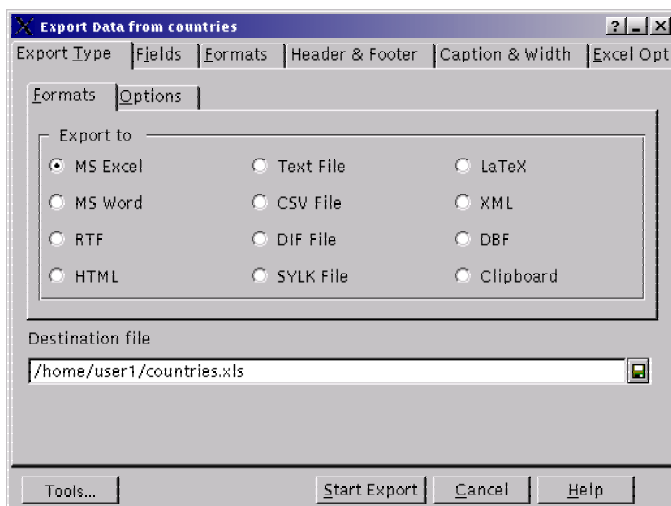 Export Data from countries
Export Type Fields Formats Header & Footer Caption & Width Excel Opt
Formats Options
Export to
MS Excel Text File LaTeX
MS Word CSV File XML
RTF DIF File DBF
HTML SYLK File Clipboard
Destination file
/home/user1/countries.xls
Tools... Start Export Cancel Help